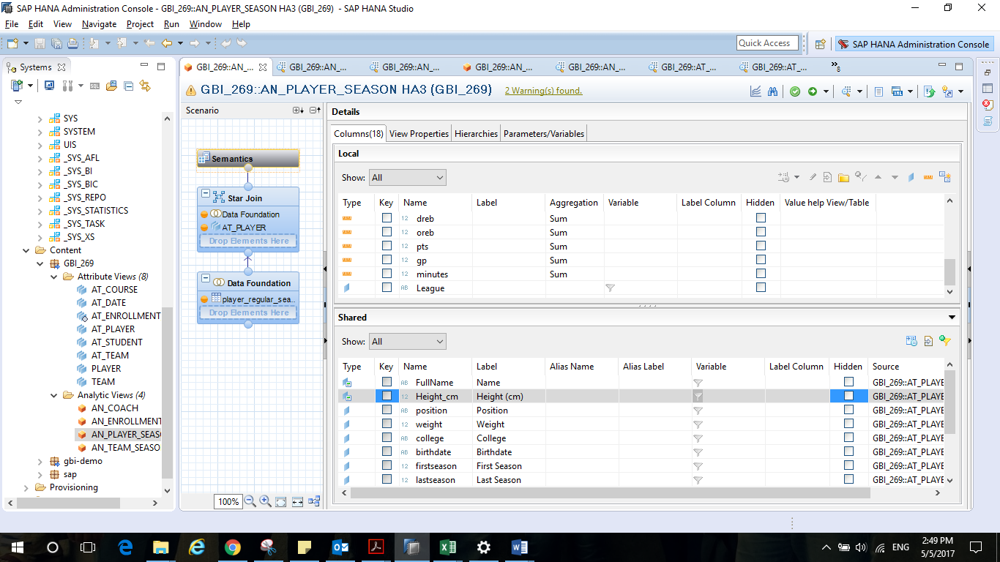 SAP HANA Administration Console - GBI_269::AN_PLAYER_SEASON HA3 (GBI_269) - SAP HANA Studio
File Edit View Navigate Project Run Window Help
Quick Access
SAP HANA Administration Console
Systems
SYS
SYSTEM
UIS
_SYS_AFL
_SYS_BI
_SYS_BIC
_SYS_REPO
_SYS_STATISTICS
_SYS_TASK
_SYS_XS
Content
GBI_269
Attribute Views (8)
AT_COURSE
AT_DATE
AT_ENROLLMENT
AT_PLAYER
AT_STUDENT
AT_TEAM
PLAYER
TEAM
Analytic Views (4)
AN_COACH
AN_ENROLLMENT
AN_PLAYER_SEASO
AN_TEAM_SEASO
gbi-demo
sap
Provisioning
GBI_269::AN_... GBI_269::AN_... GBI_269::AN_... GBI_269::AN_... GBI_269::AN_... GBI_269::AT_... GBI_269::AT_... »8
GBI_269::AN_PLAYER_SEASON HA3 (GBI_269) 2 Warning(s) found.
Scenario
Semantics
Star Join
Data Foundation
AT_PLAYER
Drop Elements Here
Data Foundation
player_regular_sea..
Drop Elements Here
100%
Details
Columns(18) View Properties Hierarchies Parameters/Variables
Local
Show: All
Type Key Name Label Aggregation Variable Label Column Hidden Value help View/Table
12 dreb Sum
12 oreb Sum
12 pts Sum
12 gp Sum
12 minutes Sum
AB League
Shared
Show: All
Type Key Name Label Alias Name Alias Label Variable Label Column Hidden Source
AB FullName Name GBI_269::AT_PLAYE
12 Height_cm Height (cm) GBI_269::AT_PLAYE
AB position Position GBI_269::AT_PLAYE
12 weight Weight GBI_269::AT_PLAYE
AB college College GBI_269::AT_PLAYE
AB birthdate Birthdate GBI_269::AT_PLAYE
12 firstseason First Season GBI_269::AT_PLAYE
12 lastseason Last Season GBI_269::AT_PLAYE
ENG
2:49 PM
5/5/2017